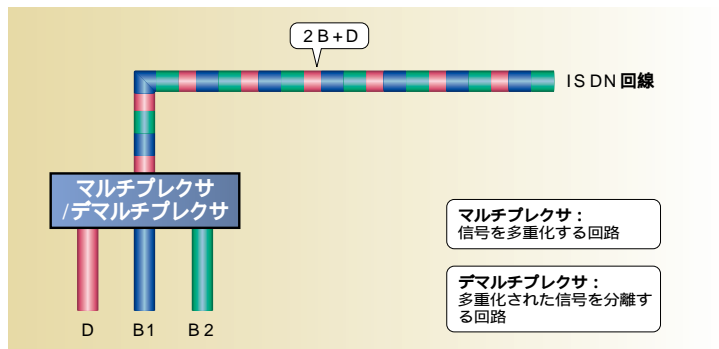 2B+D
ISDN回線
マルチプレクサ
/デマルチプレクサ
マルチプレクサ：
信号を多重化する回路
デマルチプレクサ：
多重化された信号を分離す
る回路
D B1 B2